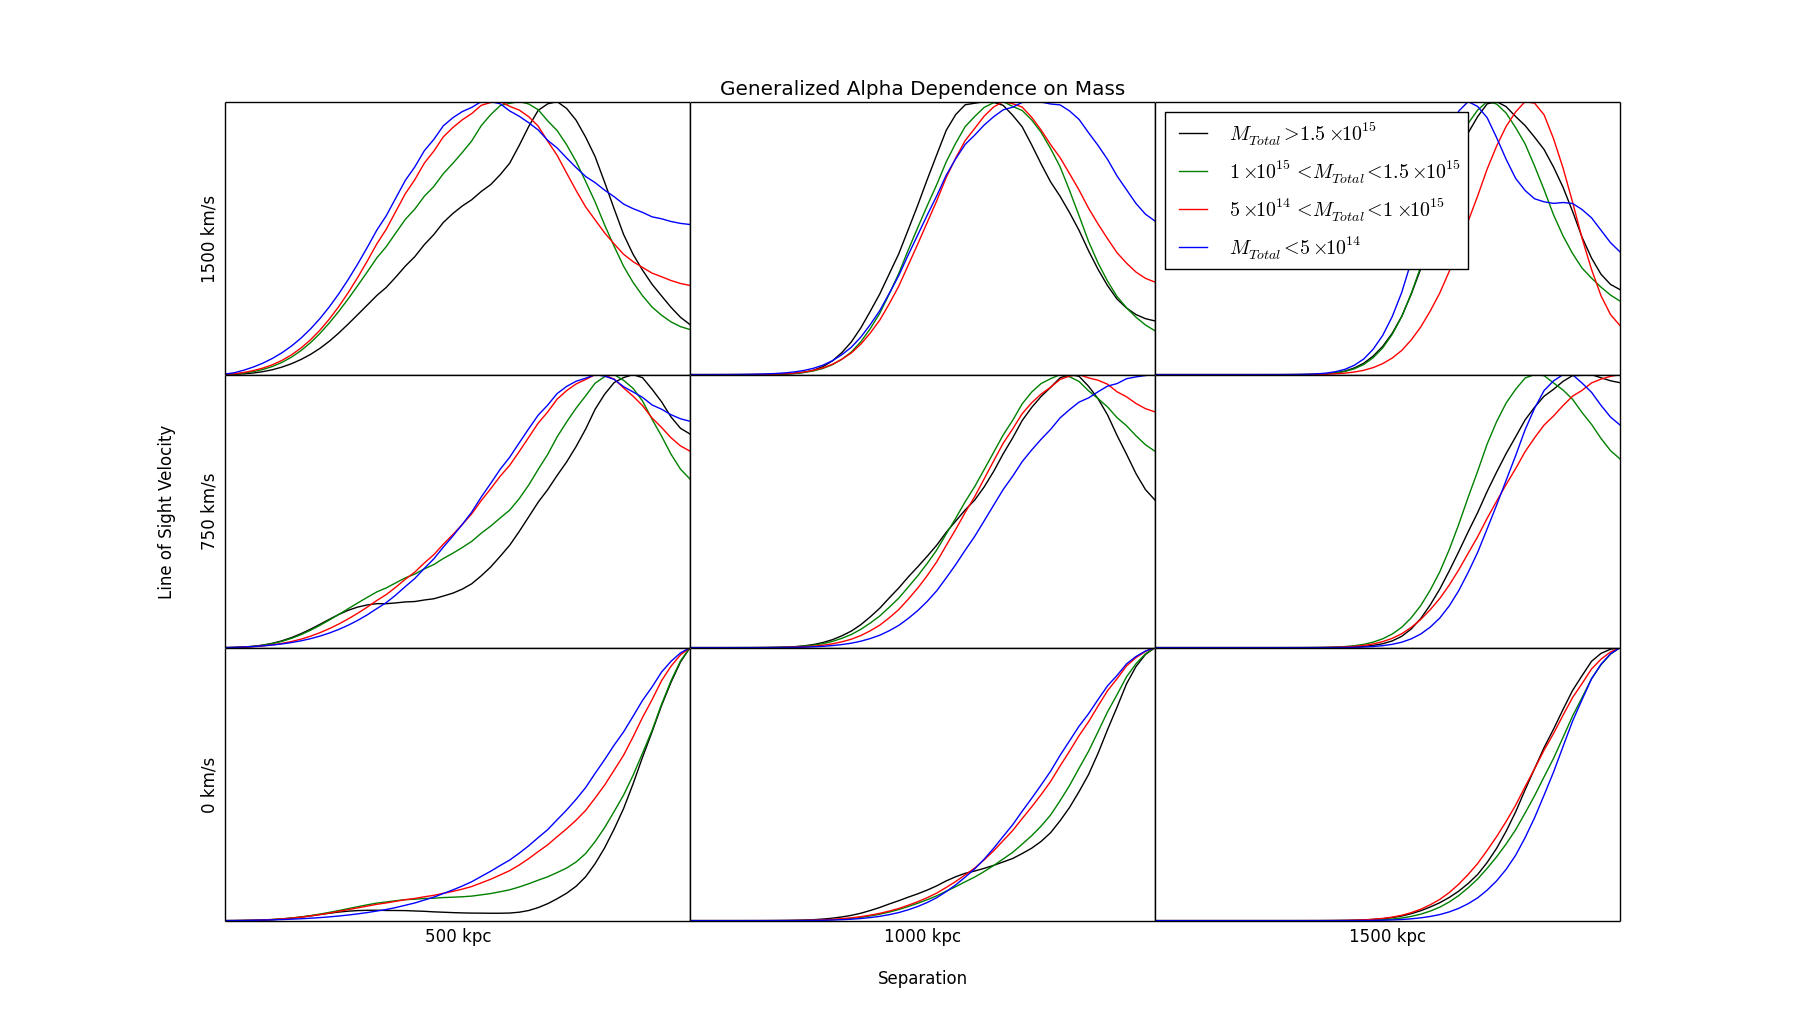 Generalized Alpha Dependence on Mass
M_Total >1.5 ×10^15
1 ×10^15 <M_Total <1.5 ×10^15
5 ×10^14 <M_Total <1 ×10^15
M_Total <5 ×10^14
1500 km/s
750 km/s
0 km/s
Line of Sight Velocity
500 kpc
1000 kpc
1500 kpc
Separation